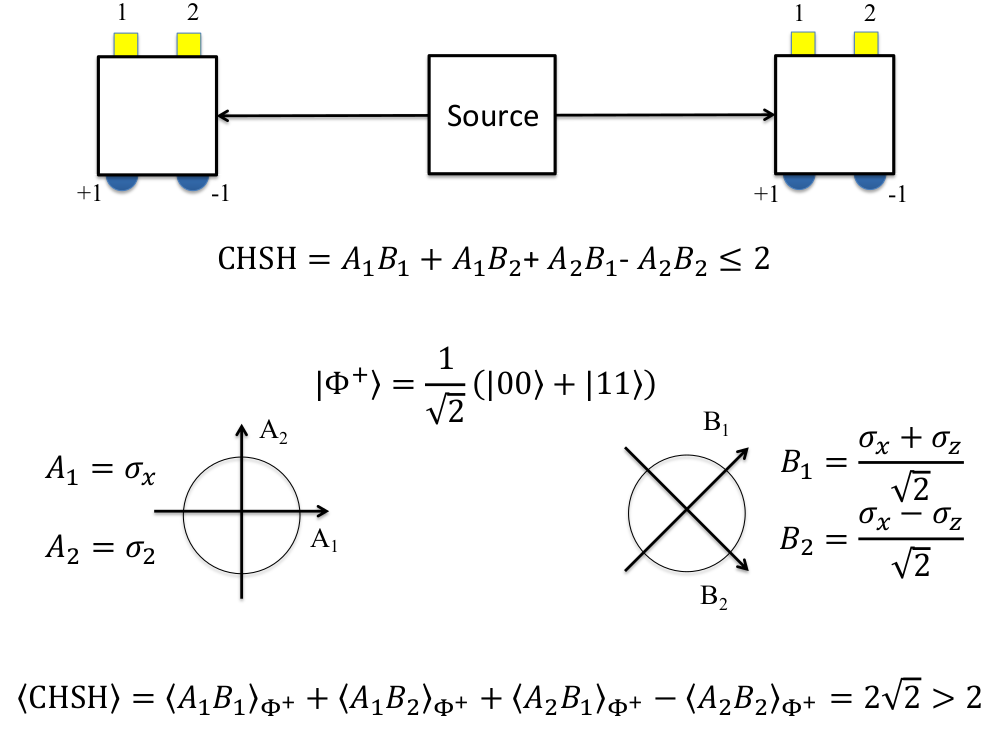 1 2 1 2
Source
+1 -1 +1 -1
CHSH = A₁B₁ + A₁B₂+ A₂B₁- A₂B₂ ≤ 2
|Φ⁺⟩ = 1/√2 (|00⟩ + |11⟩)
A₂
A₁ = σₓ
A₁
A₂ = σ₂
B₁
B₁ = (σₓ + σ_z)/√2
B₂ = (σₓ − σ_z)/√2
B₂
⟨CHSH⟩ = ⟨A₁B₁⟩_Φ⁺ + ⟨A₁B₂⟩_Φ⁺ + ⟨A₂B₁⟩_Φ⁺ − ⟨A₂B₂⟩_Φ⁺ = 2√2 > 2